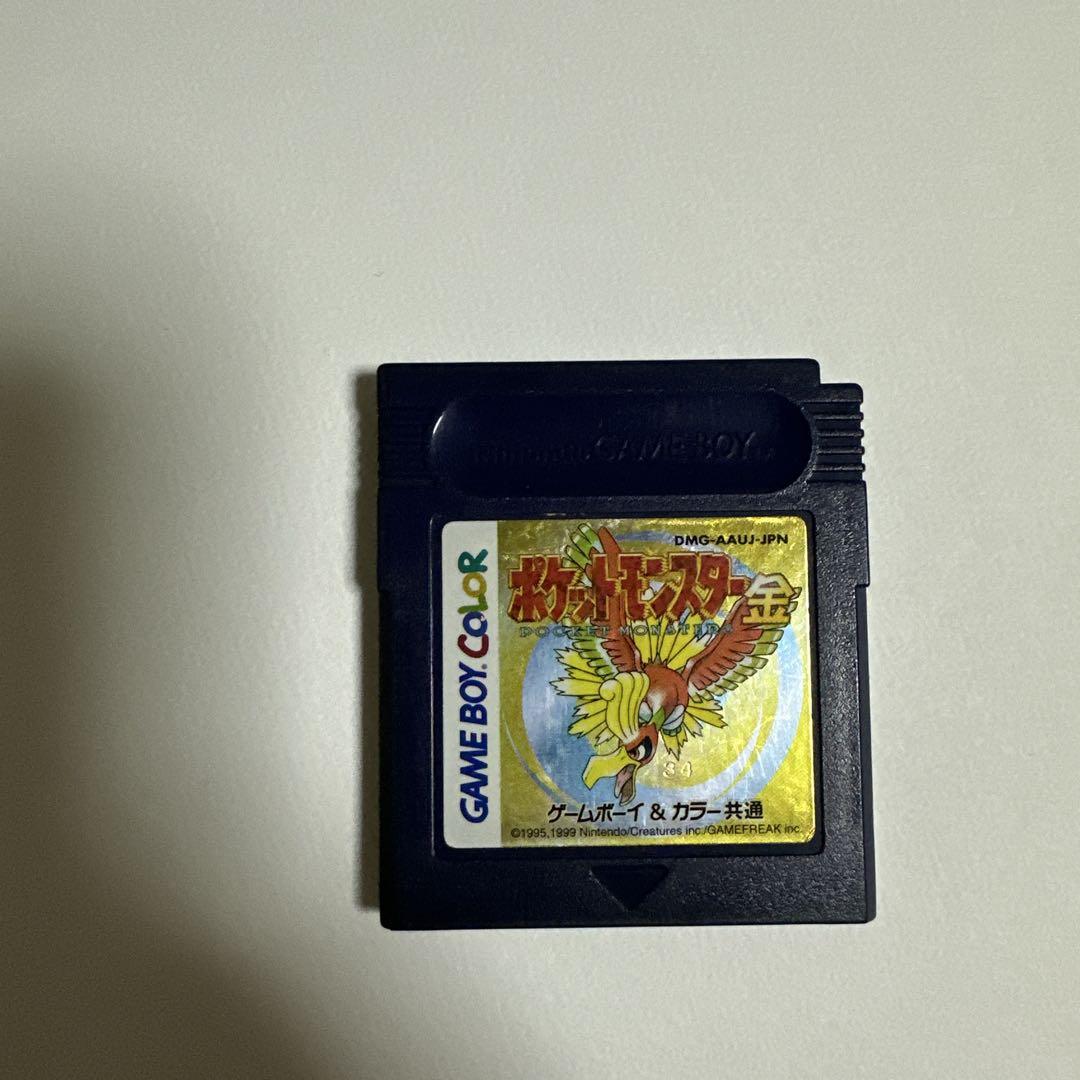 Nintendo GAME BOY
GAME BOY COLOR
DMG-AAUJ-JPN
ポケットモンスター金
POCKET MONSTERS
34
ゲームボーイ & カラー共通
©1995,1999 Nintendo/Creatures inc./GAMEFREAK inc.